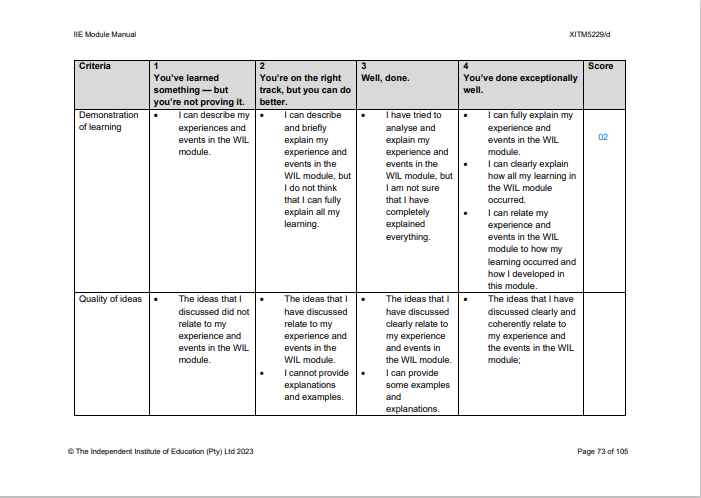 IIE Module Manual
XITM5229/d
Criteria
1
You've learned
something — but
you're not proving it.
2
You're on the right
track, but you can do
better.
3
Well, done.
4
You've done exceptionally
well.
Score
Demonstration
of learning
• I can describe my
experiences and
events in the WIL
module.
• I can describe
and briefly
explain my
experience and
events in the
WIL module, but
I do not think
that I can fully
explain all my
learning.
• I have tried to
analyse and
explain my
experience and
events in the
WIL module, but
I am not sure
that I have
completely
explained
everything.
• I can fully explain my
experience and
events in the WIL
module.
• I can clearly explain
how all my learning in
the WIL module
occurred.
• I can relate my
experience and
events in the WIL
module to how my
learning occurred and
how I developed in
this module.
02
Quality of ideas
• The ideas that I
discussed did not
relate to my
experience and
events in the WIL
module.
• The ideas that I
have discussed
relate to my
experience and
events in the
WIL module.
• I cannot provide
explanations
and examples.
• The ideas that I
have discussed
clearly relate to
my experience
and events in
the WIL module.
• I can provide
some examples
and
explanations.
• The ideas that I have
discussed clearly and
coherently relate to
my experience and
the events in the WIL
module;
© The Independent Institute of Education (Pty) Ltd 2023
Page 73 of 105